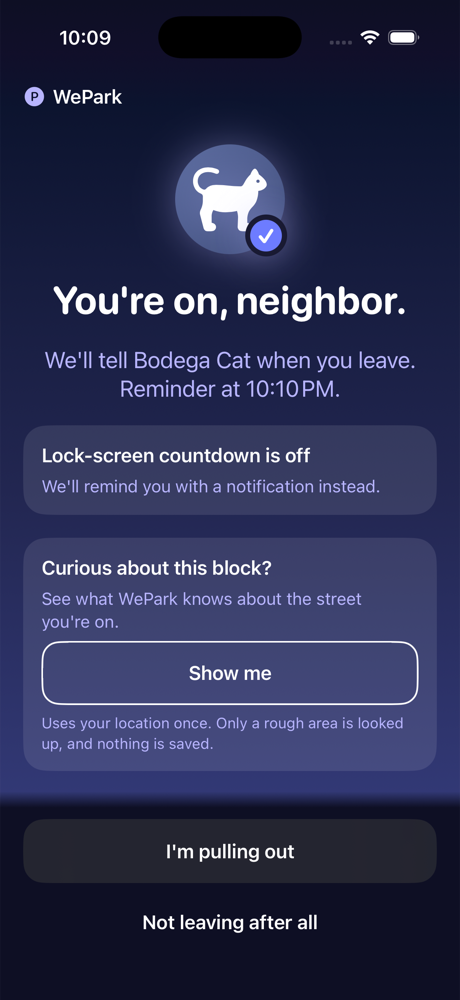 10:09
P WePark
You're on, neighbor.
We'll tell Bodega Cat when you leave.
Reminder at 10:10 PM.
Lock-screen countdown is off
We'll remind you with a notification instead.
Curious about this block?
See what WePark knows about the street
you're on.
Show me
Uses your location once. Only a rough area is looked
up, and nothing is saved.
I'm pulling out
Not leaving after all